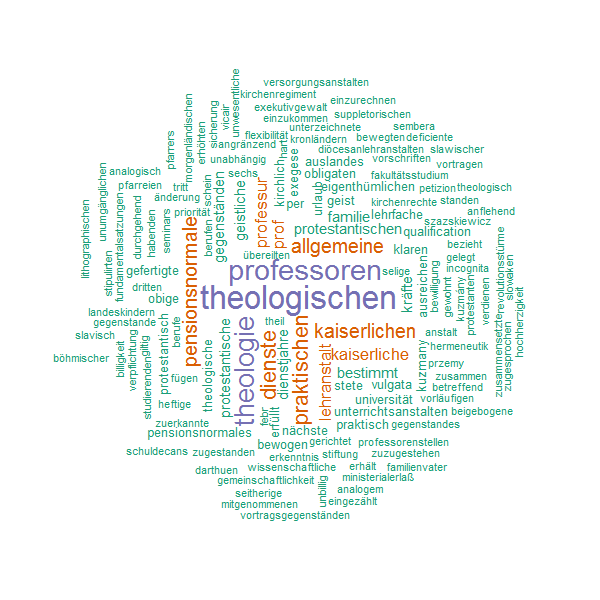 versorgungsanstalten
kirchenregiment
exekutivgewalt
einzurechnen
einzukommen
suppletorischen
unwesentliche
vicair
sicherung
flexibilität
unterzeichnete
sembera
morgenländischen
erhöhten
angränzend
hart
kronländern
bewegten
deficiente
pfarrers
unabhängig
diöcesanlehranstalten
slawischer
analogisch
sechs
exegese
auslandes
vorschriften
vortragen
tritt
schein
gegenständen
kirchlich
obligaten
fakultätsstudium
unumgänglichen
pfarreien
geistliche
professur
urlaub
eigenthümlichen
petizion
theologisch
durchgehend
änderung
per
geist
kirchenrechte
standen
lithographischen
fundamentalsatzungen
habenden
seminars
priorität
berufen
prof
familie
lehrfache
szazskiewicz
anflehend
stipulirten
pensionsnormale
protestantischen
qualification
übereilten
allgemeine
klaren
bezieht
gelegt
gefertigte
professoren
selige
ausreichen
incognita
revolutionsstürme
dritten
kräfte
bewilligung
gewohnt
kuzmány
protestanten
verdienen
slowaken
hochherzigkeit
landeskindern
obige
theologischen
zusammensetzte
zugesprochen
gegenstande
berufe
theil
kaiserlichen
anstalt
slavisch
giltig
protestantisch
theologische
protestantische
theologie
dienste
dienstjahre
praktischen
lehranstalt
kaiserliche
kuzmany
hermeneutik
böhmischer
billigkeit
verpflichtung
studierenden
fügen
przemy
bestimmt
zusammen
stete
vulgata
betreffend
heftige
febr
erfüllt
universität
vorläufigen
zuerkannte
unterrichtsanstalten
beigebogene
pensionsnormales
nächste
praktisch
gegenstandes
bewogen
gerichtet
professorenstellen
schuldecans
zugestanden
erkenntnis
stiftung
zuzugestehen
darthuen
wissenschaftliche
erhält
familienvater
gemeinschaftlichkeit
unbillig
ministerialerlaß
seitherige
analogem
mitgenommenen
eingezählt
vortragsgegenständen